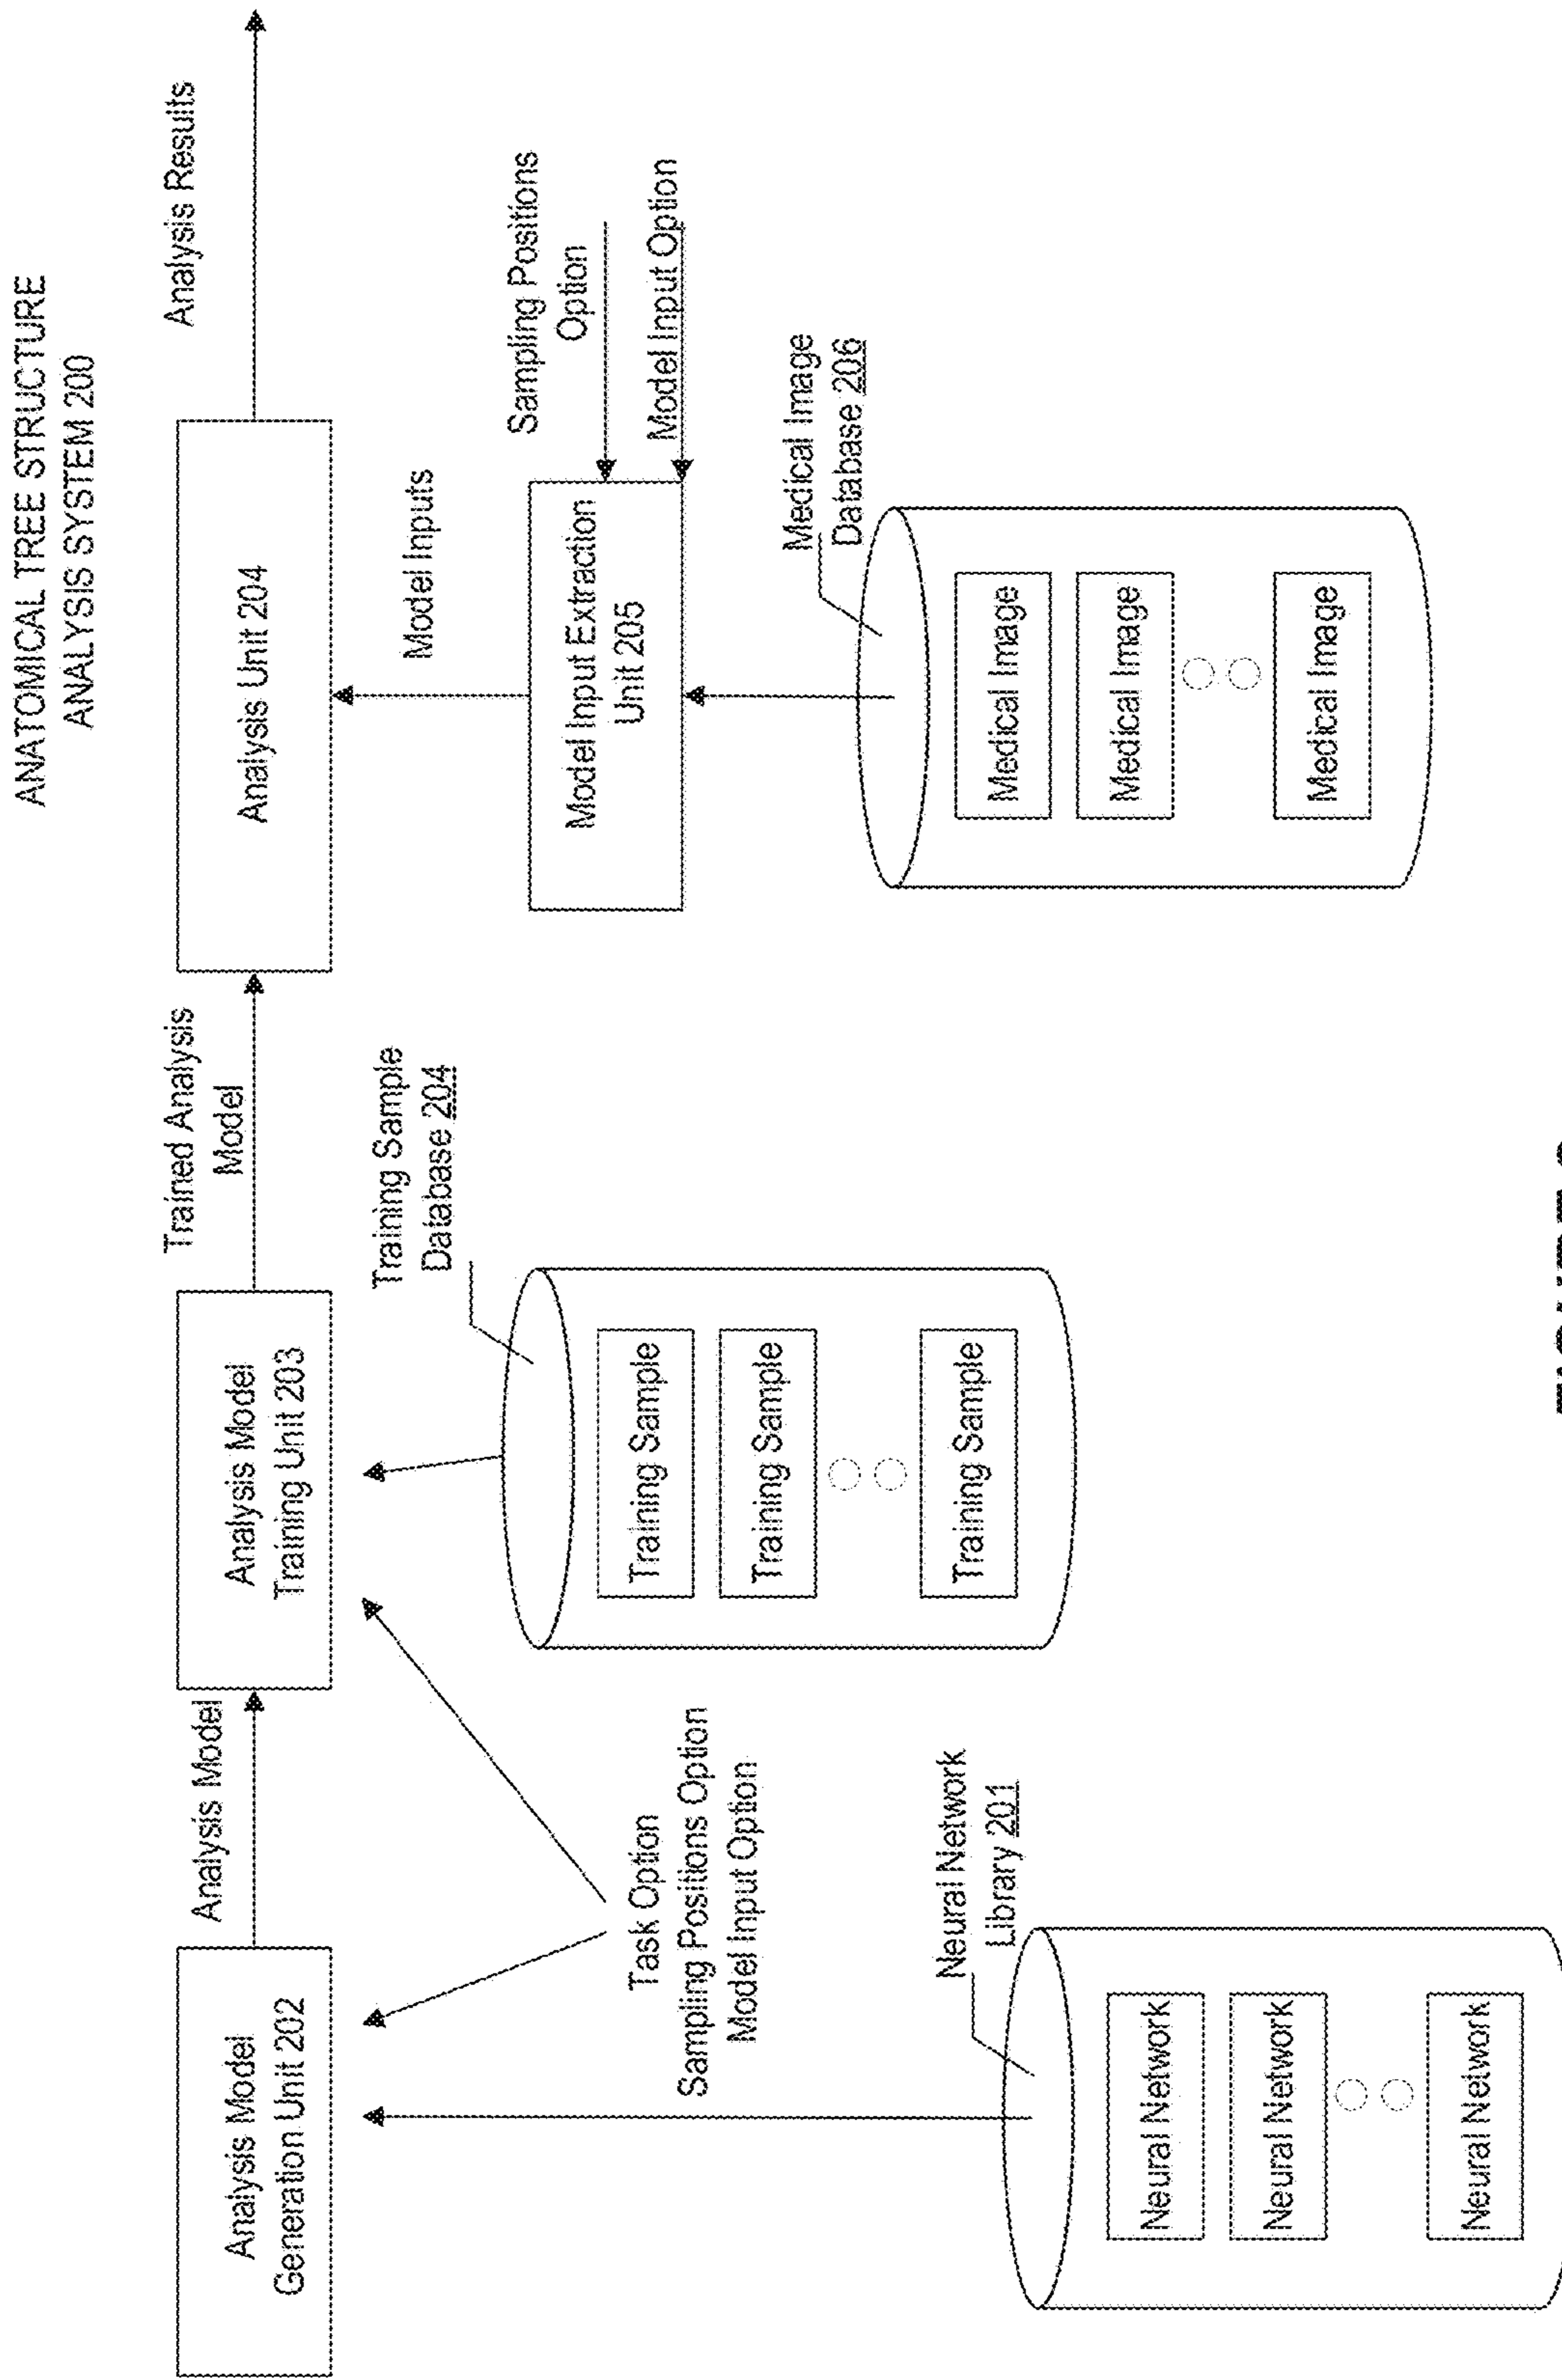 ANATOMICAL TREE STRUCTURE
ANALYSIS SYSTEM 200
Analysis Model
Generation Unit 202
Analysis Model
Analysis Model
Training Unit 203
Trained Analysis
Model
Analysis Unit 204
Analysis Results
Task Option
Sampling Positions Option
Model Input Option
Training Sample
Database 204
Training Sample
Training Sample
Training Sample
Model Inputs
Model Input Extraction
Unit 205
Sampling Positions
Option
Model Input Option
Neural Network
Library 201
Neural Network
Neural Network
Neural Network
Medical Image
Database 206
Medical Image
Medical Image
Medical Image